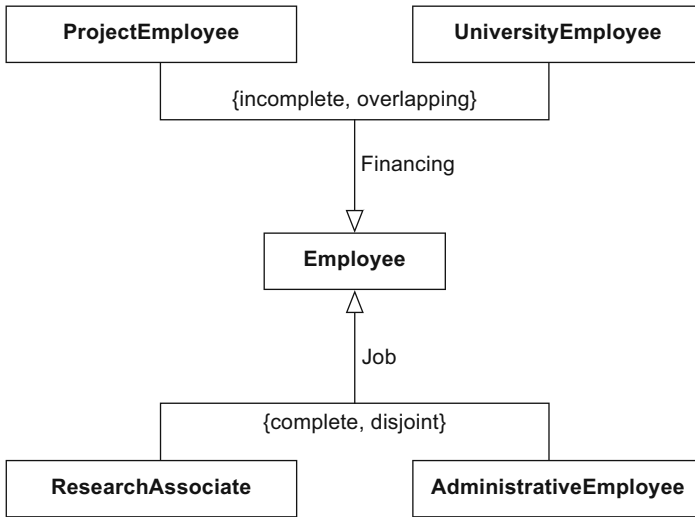 ProjectEmployee
UniversityEmployee
{incomplete, overlapping}
Financing
Employee
Job
{complete, disjoint}
ResearchAssociate
AdministrativeEmployee